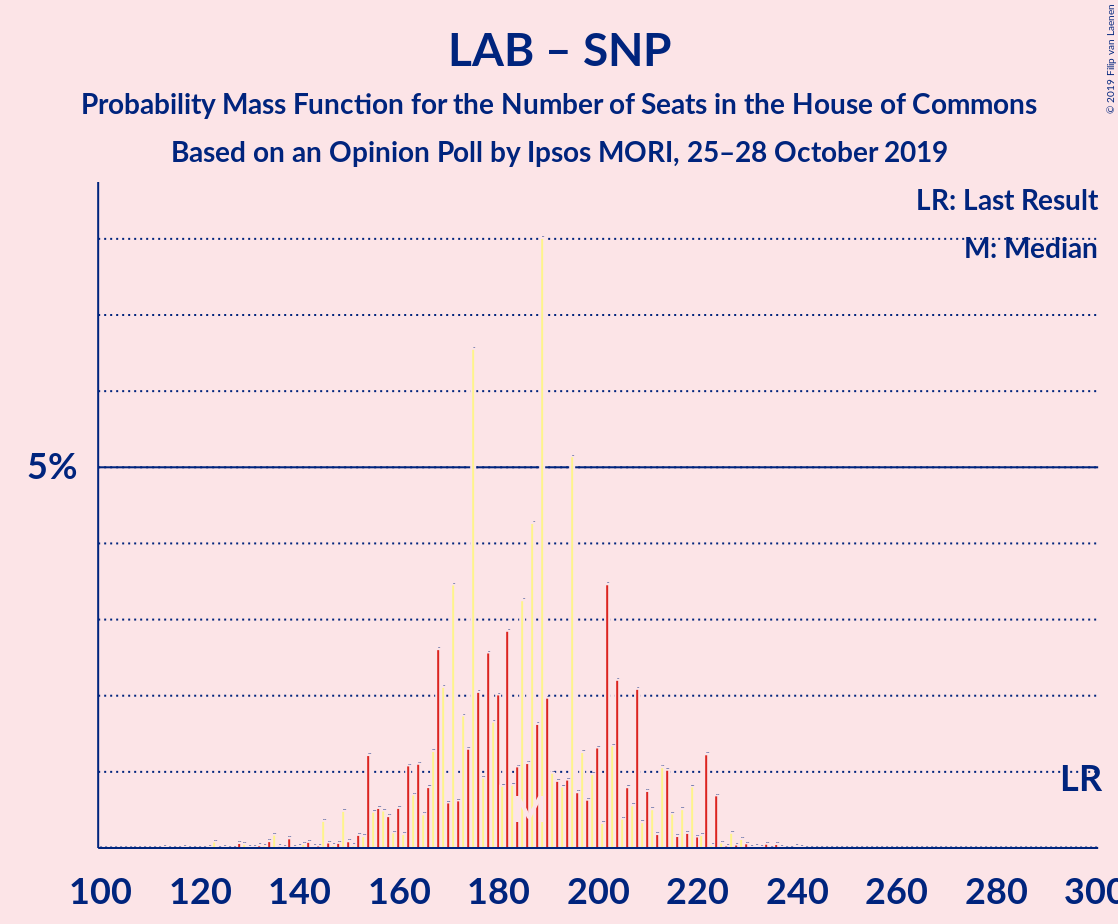 LAB – SNP
Probability Mass Function for the Number of Seats in the House of Commons
Based on an Opinion Poll by Ipsos MORI, 25–28 October 2019
© 2019 Filip van Laenen
LR: Last Result
M: Median
5%
LR
M
100 120 140 160 180 200 220 240 260 280 300